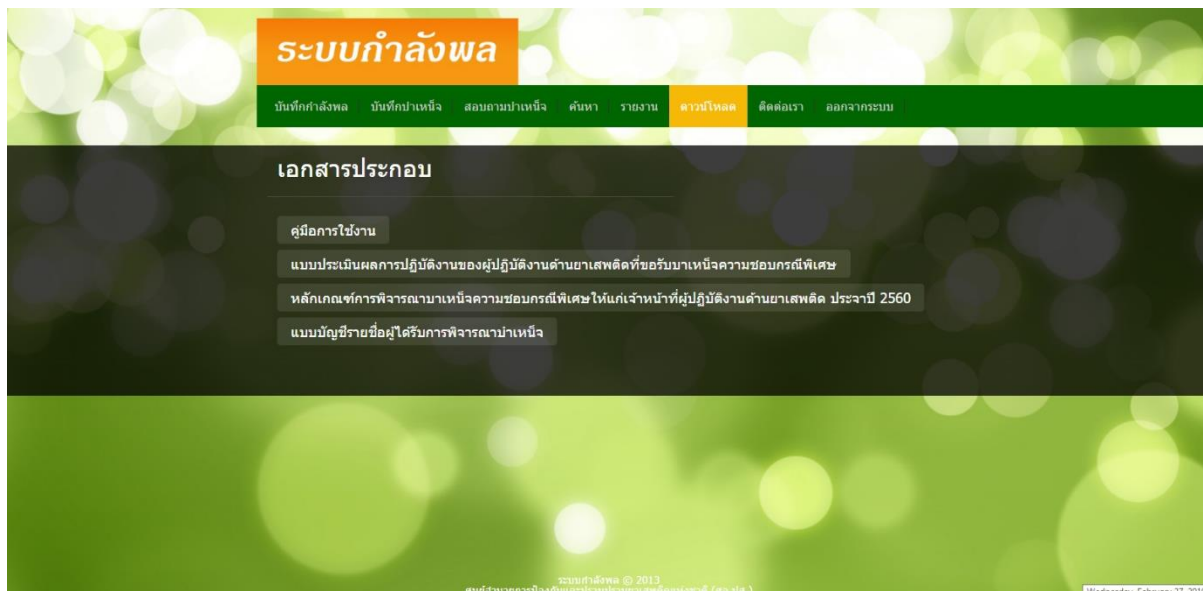 ระบบกำลังพล
บันทึกกำลังพล บันทึกบำเหน็จ สอบถามบำเหน็จ ค้นหา รายงาน ดาวน์โหลด ติดต่อเรา ออกจากระบบ
เอกสารประกอบ
คู่มือการใช้งาน
แบบประเมินผลการปฏิบัติงานของผู้ปฏิบัติงานด้านยาเสพติดที่ขอรับบำเหน็จความชอบกรณีพิเศษ
หลักเกณฑ์การพิจารณาบำเหน็จความชอบกรณีพิเศษให้แก่เจ้าหน้าที่ผู้ปฏิบัติงานด้านยาเสพติด ประจำปี 2560
แบบบัญชีรายชื่อผู้ได้รับการพิจารณาบำเหน็จ
ระบบกำลังพล © 2013
Wednesday, February 27, 201